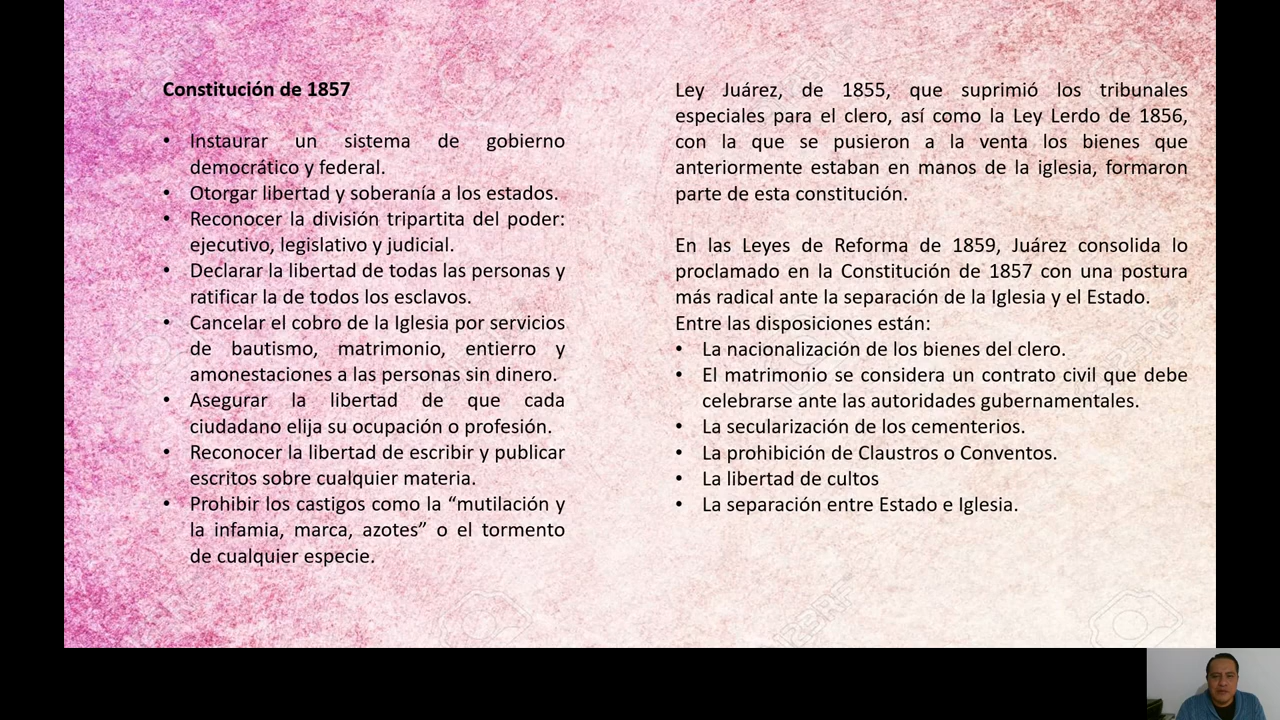 Constitución de 1857
• Instaurar un sistema de gobierno
democrático y federal.
• Otorgar libertad y soberanía a los estados.
• Reconocer la división tripartita del poder:
ejecutivo, legislativo y judicial.
• Declarar la libertad de todas las personas y
ratificar la de todos los esclavos.
• Cancelar el cobro de la Iglesia por servicios
de bautismo, matrimonio, entierro y
amonestaciones a las personas sin dinero.
• Asegurar la libertad de que cada
ciudadano elija su ocupación o profesión.
• Reconocer la libertad de escribir y publicar
escritos sobre cualquier materia.
• Prohibir los castigos como la “mutilación y
la infamia, marca, azotes” o el tormento
de cualquier especie.
Ley Juárez, de 1855, que suprimió los tribunales
especiales para el clero, así como la Ley Lerdo de 1856,
con la que se pusieron a la venta los bienes que
anteriormente estaban en manos de la iglesia, formaron
parte de esta constitución.
En las Leyes de Reforma de 1859, Juárez consolida lo
proclamado en la Constitución de 1857 con una postura
más radical ante la separación de la Iglesia y el Estado.
Entre las disposiciones están:
• La nacionalización de los bienes del clero.
• El matrimonio se considera un contrato civil que debe
celebrarse ante las autoridades gubernamentales.
• La secularización de los cementerios.
• La prohibición de Claustros o Conventos.
• La libertad de cultos
• La separación entre Estado e Iglesia.